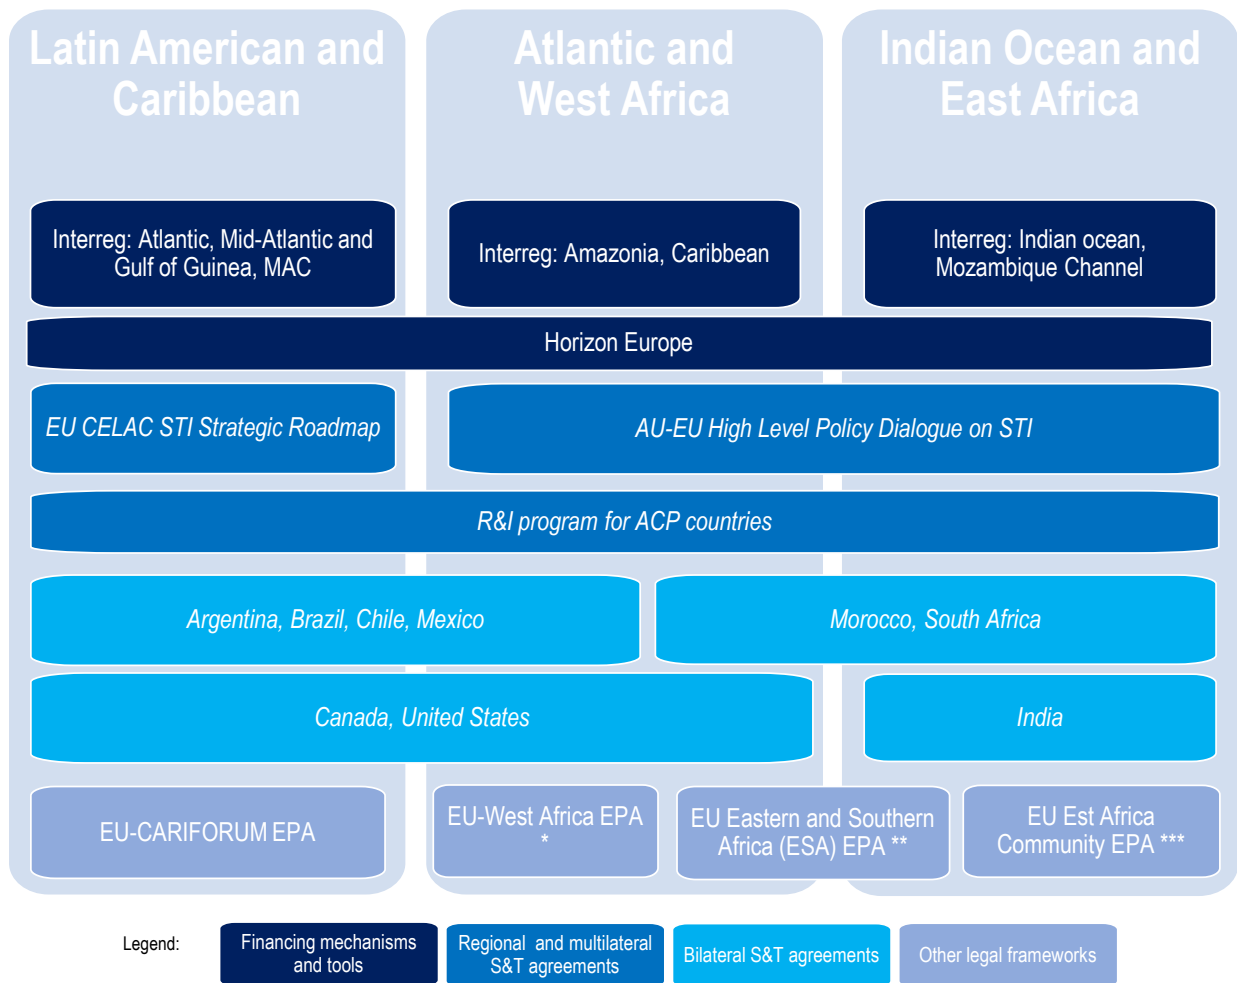 Latin American and
Caribbean
Atlantic and
West Africa
Indian Ocean and
East Africa
Interreg: Atlantic, Mid-Atlantic and
Gulf of Guinea, MAC
Interreg: Amazonia, Caribbean
Interreg: Indian ocean,
Mozambique Channel
Horizon Europe
EU CELAC STI Strategic Roadmap
AU-EU High Level Policy Dialogue on STI
R&I program for ACP countries
Argentina, Brazil, Chile, Mexico
Morocco, South Africa
Canada, United States
India
EU-CARIFORUM EPA
EU-West Africa EPA
*
EU Eastern and Southern
Africa (ESA) EPA **
EU Est Africa
Community EPA ***
Legend:
Financing mechanisms
and tools
Regional and multilateral
S&T agreements
Bilateral S&T agreements
Other legal frameworks